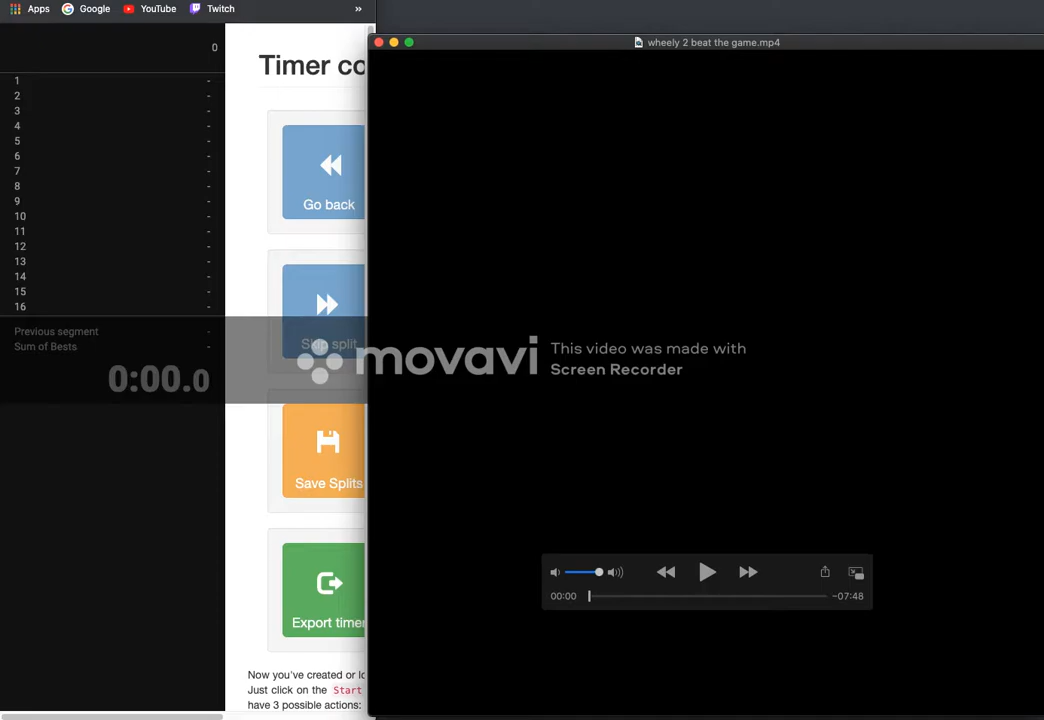 Apps Google YouTube Twitch »
wheely 2 beat the game.mp4
0
1 -
2 -
3 -
4 -
5 -
6 -
7 -
8 -
9 -
10 -
11 -
12 -
13 -
14 -
15 -
16 -
Previous segment -
Sum of Bests -
0:00.0
Timer co
Go back
Skip split
Save Splits
Export timer
Now you've created or lo
Just click on the Start
have 3 possible actions:
movavi
This video was made with
Screen Recorder
00:00 -07:48